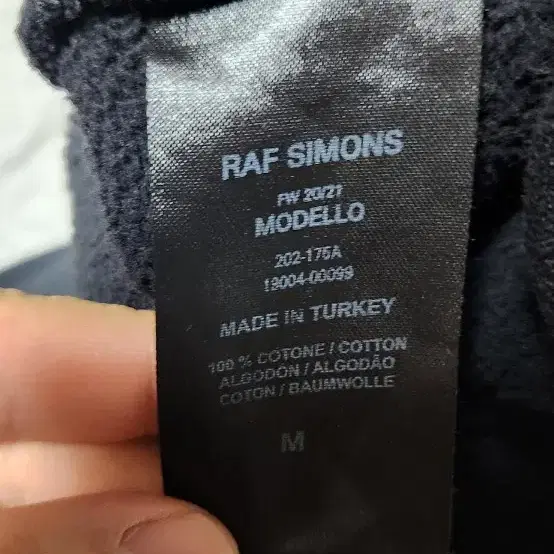 RAF SIMONS
FW 20/21
MODELLO
202-175A
19004-00099
MADE IN TURKEY
100 % COTONE / COTTON
ALGODON / ALGODÃO
COTON / BAUMWOLLE
M